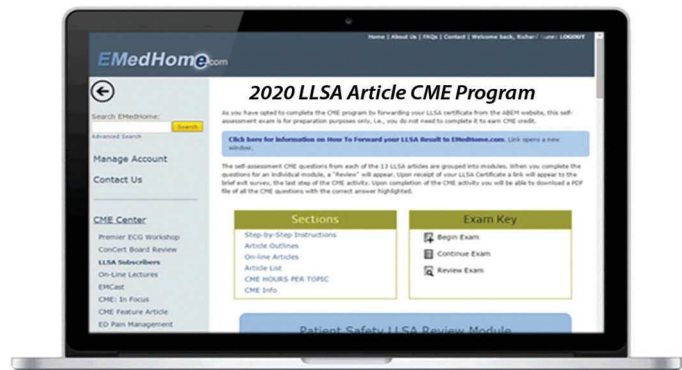 Home | About Us | FAQs | Contact | Welcome back, Richard LOGOUT
EMedHome.com
2020 LLSA Article CME Program
As you have opted to complete the CME program by forwarding your LLSA certificate from the ABEM website, this self-
assessment exam is for preparation purposes only, i.e., you do not need to complete it to earn CME credit.
Click here for information on How To Forward your LLSA Result to EMedHome.com. Link opens a new
window.
The self-assessment CME questions from each of the 13 LLSA articles are grouped into modules. When you complete the
questions for an individual module, a "Review" will appear. Upon receipt of your LLSA Certificate a link will appear to the
brief exit survey, the last step of the CME activity. Upon completion of the CME activity you will be able to download a PDF
file of all the CME questions with the correct answer highlighted.
Search EMedHome:
Search
Advanced Search
Manage Account
Contact Us
CME Center
Premier ECG Workshop
ConCert Board Review
LLSA Subscribers
On-Line Lectures
EMCast
CME: In Focus
CME Feature Article
ED Pain Management
Sections
Step-by-Step Instructions
Article Outlines
On-line Articles
Article List
CME HOURS PER TOPIC
CME Info
Exam Key
Begin Exam
Continue Exam
Review Exam
Patient Safety LLSA Review Module